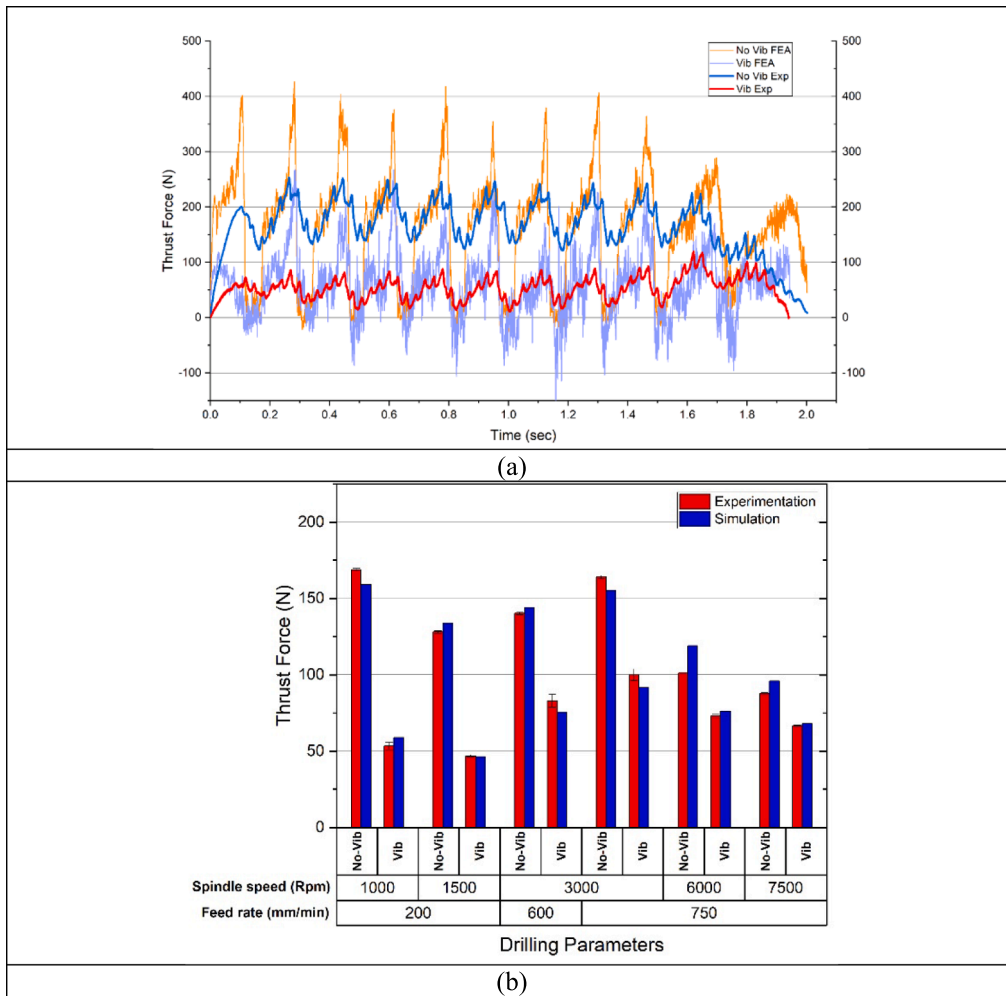 No Vib FEA
Vib FEA
No Vib Exp
Vib Exp
500 500
400 400
300 300
200 200
100 100
0 0
-100 -100
Thrust Force (N)
0.0 0.2 0.4 0.6 0.8 1.0 1.2 1.4 1.6 1.8 2.0
Time (sec)
(a)
Experimentation
Simulation
200
150
100
50
0
Thrust Force (N)
No-Vib Vib No-Vib Vib No-Vib Vib No-Vib Vib No-Vib Vib No-Vib Vib
Spindle speed (Rpm) 1000 1500 3000 6000 7500
Feed rate (mm/min) 200 600 750
Drilling Parameters
(b)